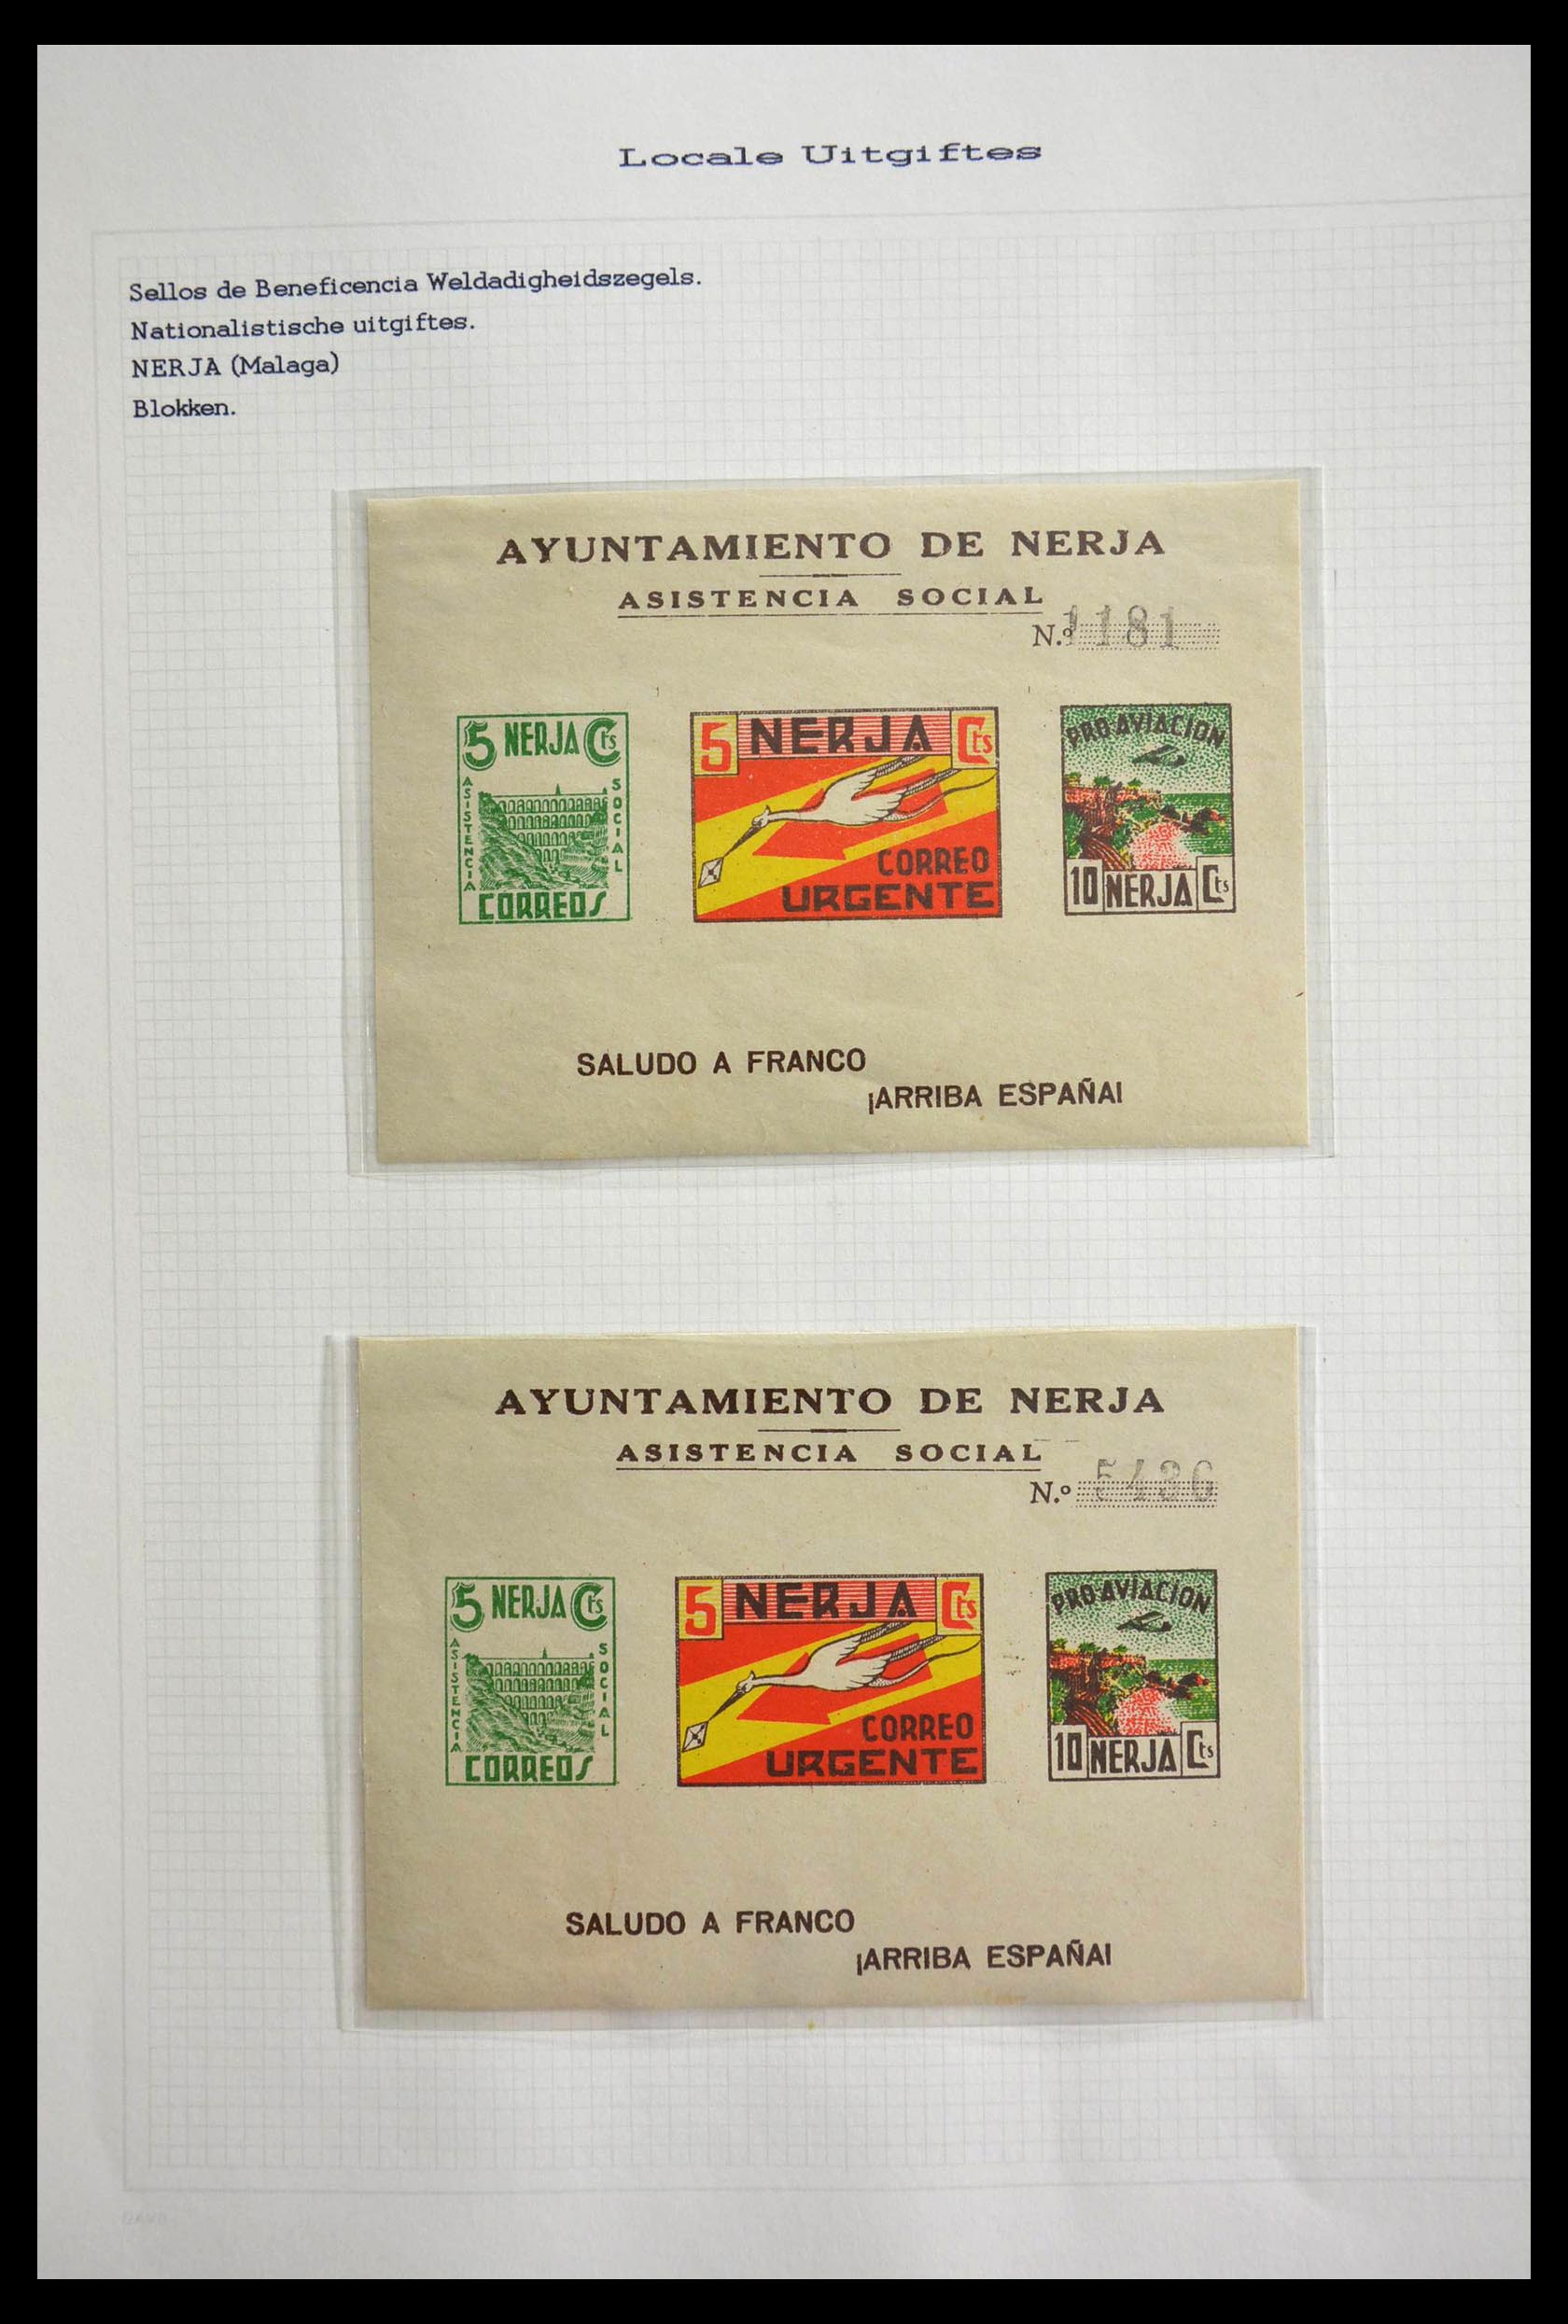 Locale Uitgiftes
Sellos de Beneficencia Weldadigheidszegels.
Nationalistische uitgiftes.
NERJA (Malaga)
Blokken.
AYUNTAMIENTO DE NERJA
ASISTENCIA SOCIAL
N.º 1181
5 NERJA Cts
ASISTENCIA
SOCIAL
CORREOS
5 NERJA Cts
CORREO
URGENTE
PRO AVIACION
10 NERJA Cts
SALUDO A FRANCO
¡ARRIBA ESPAÑA!
AYUNTAMIENTO DE NERJA
ASISTENCIA SOCIAL
N.º 5436
5 NERJA Cts
ASISTENCIA
SOCIAL
CORREOS
5 NERJA Cts
CORREO
URGENTE
PRO AVIACION
10 NERJA Cts
SALUDO A FRANCO
¡ARRIBA ESPAÑA!